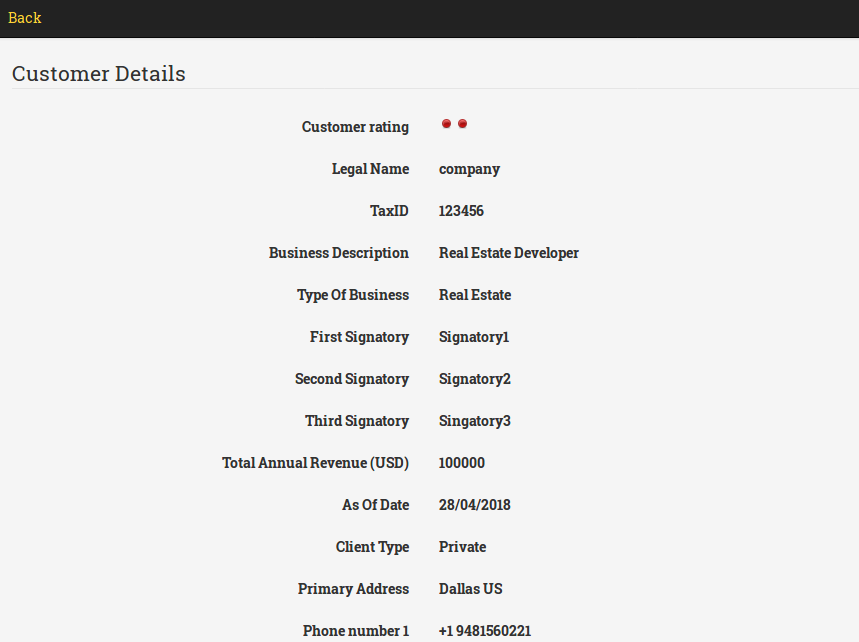 Back
Customer Details
Customer rating
Legal Name company
TaxID 123456
Business Description Real Estate Developer
Type Of Business Real Estate
First Signatory Signatory1
Second Signatory Signatory2
Third Signatory Singatory3
Total Annual Revenue (USD) 100000
As Of Date 28/04/2018
Client Type Private
Primary Address Dallas US
Phone number 1 +1 9481560221